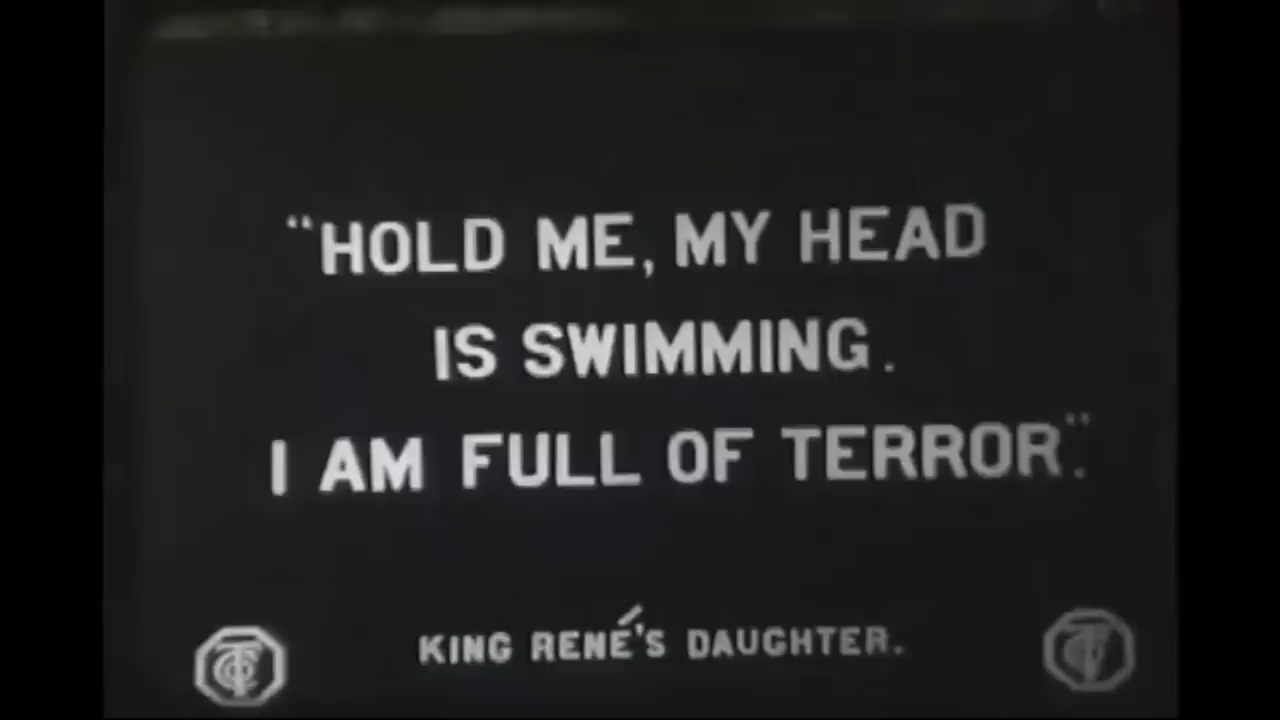 "HOLD ME, MY HEAD
IS SWIMMING.
I AM FULL OF TERROR."
KING RENÉ'S DAUGHTER.